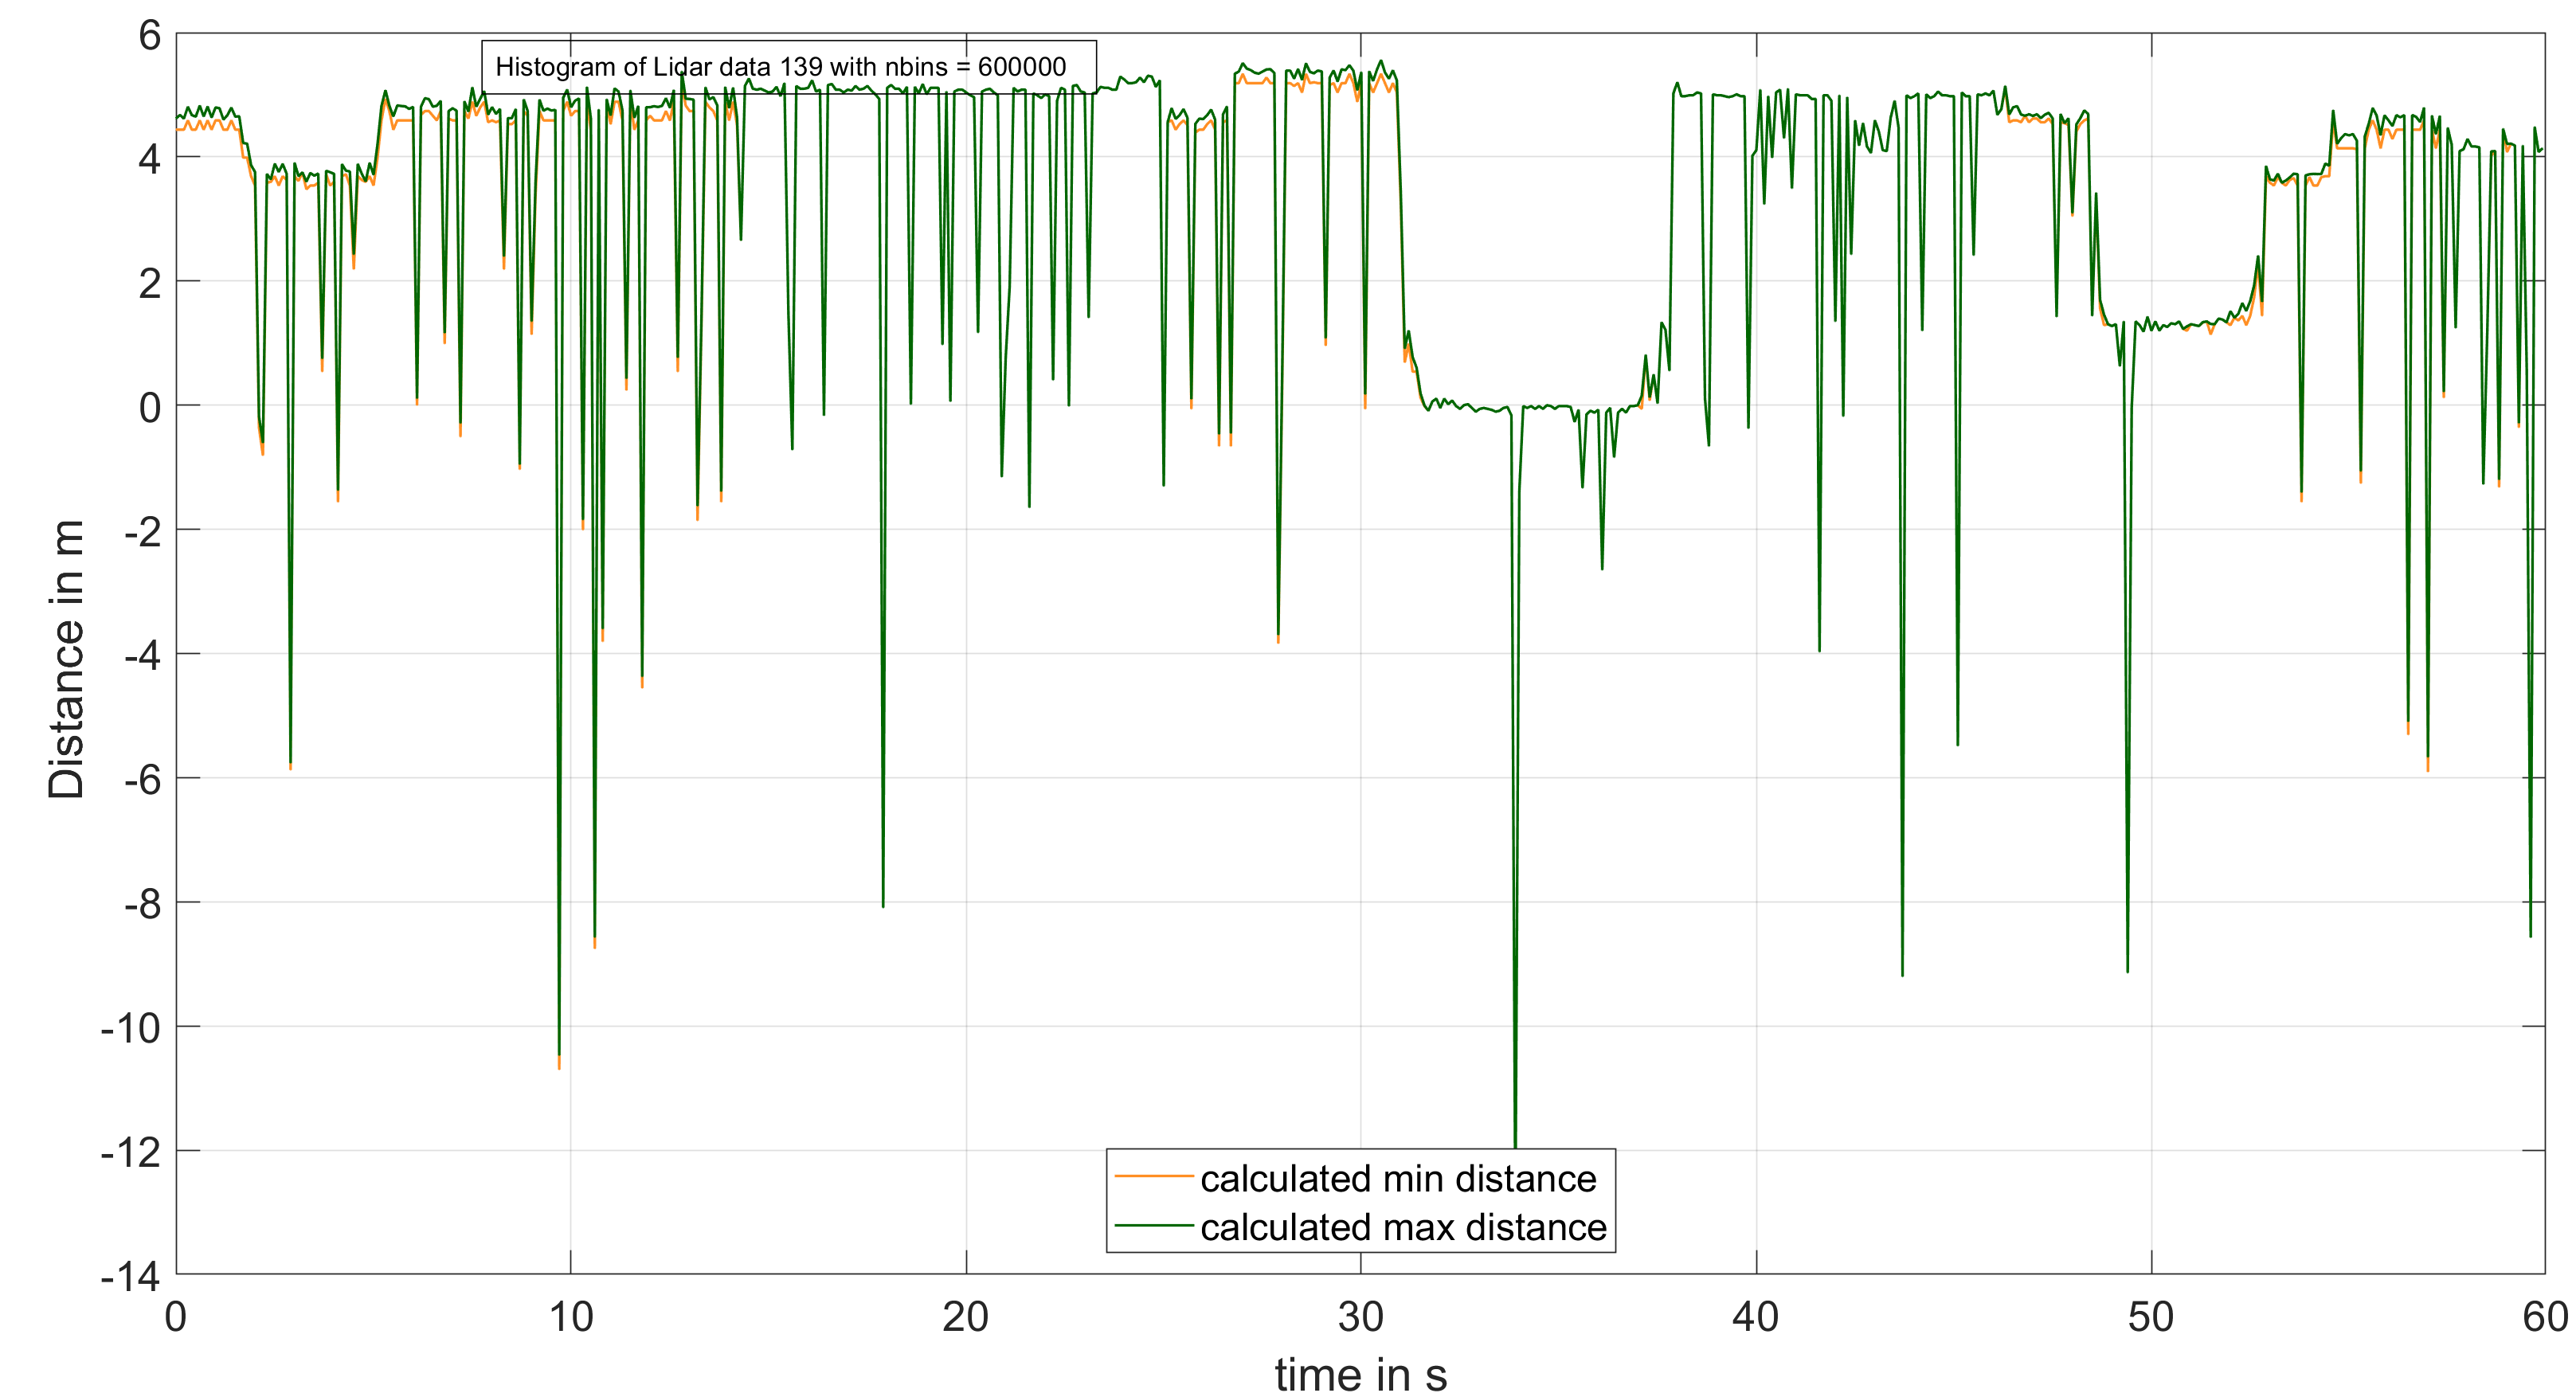 Histogram of Lidar data 139 with nbins = 600000
6
4
2
0
-2
-4
-6
-8
-10
-12
-14
Distance in m
calculated min distance
calculated max distance
0 10 20 30 40 50 60
time in s